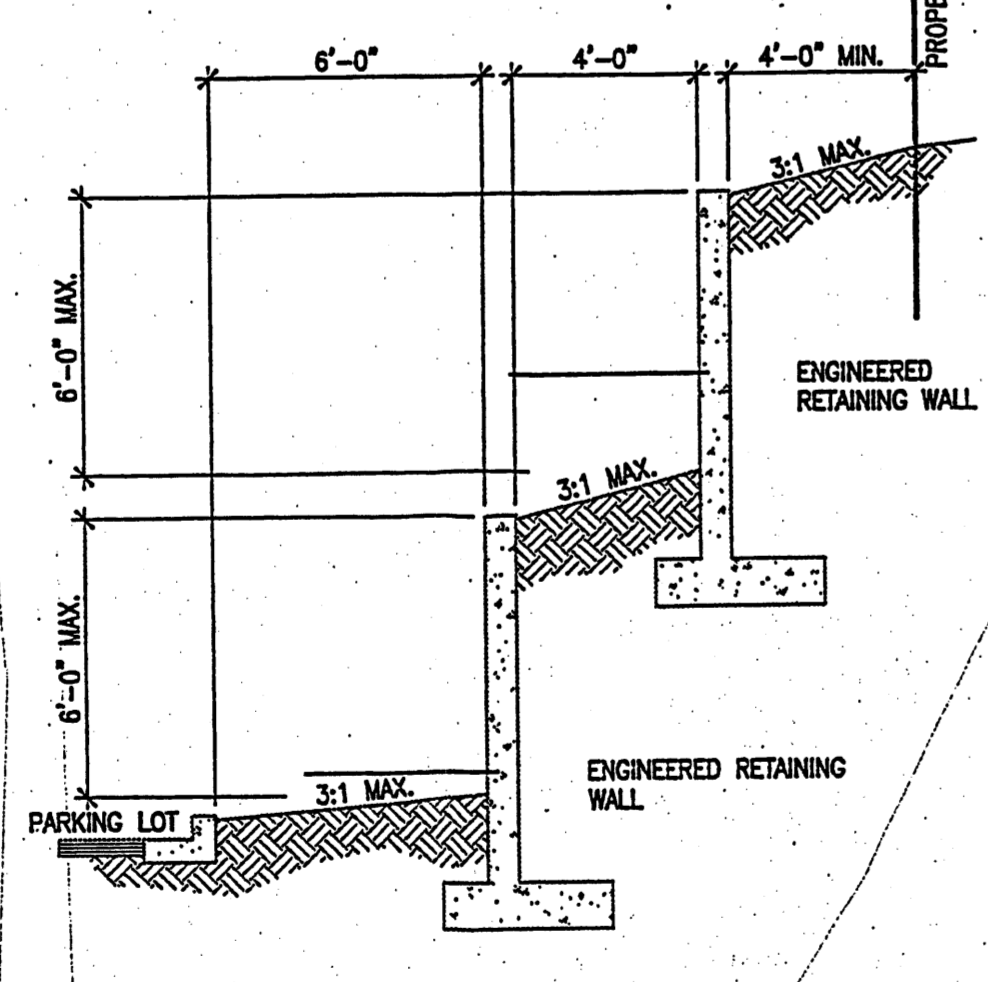 6'-0"
4'-0"
4'-0" MIN.
3:1 MAX.
6'-0" MAX.
ENGINEERED
RETAINING WALL
3:1 MAX.
6'-0" MAX.
ENGINEERED RETAINING
WALL
3:1 MAX.
PARKING LOT